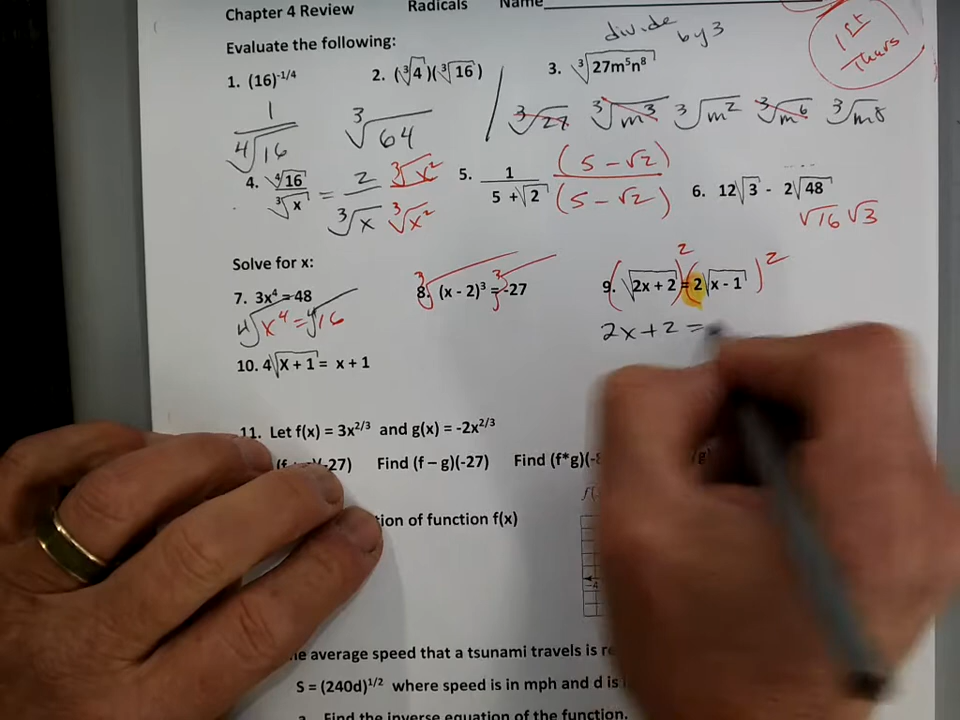 Chapter 4 Review Radicals Name
divide by 3
1st Thurs
Evaluate the following:
1. (16)^-1/4 2. (∛4)(∛16) 3. ∛27m⁵n⁸
1/∜16 ∛64 ∛27 ∛m³ ∛m² ∛m⁶ ∛m8
4. ∜16/∛x = 2/∛x ∛x²/∛x² 5. 1/(5 + √2) (5 - √2)/(5 - √2) 6. 12√3 - 2√48
√16 √3
Solve for x:
7. 3x⁴ = 48 8. (x - 2)³ = -27 9. (√2x + 2)² = (2√x - 1)²
∜x⁴ = ∜16 2x + 2 =
10. 4√x + 1 = x + 1
11. Let f(x) = 3x^2/3 and g(x) = -2x^2/3
(-27) Find (f – g)(-27) Find (f*g)(-
tion of function f(x)
average speed that a tsunami travels is
S = (240d)^1/2 where speed is in mph and d is
a. Find the inverse equation of the function.